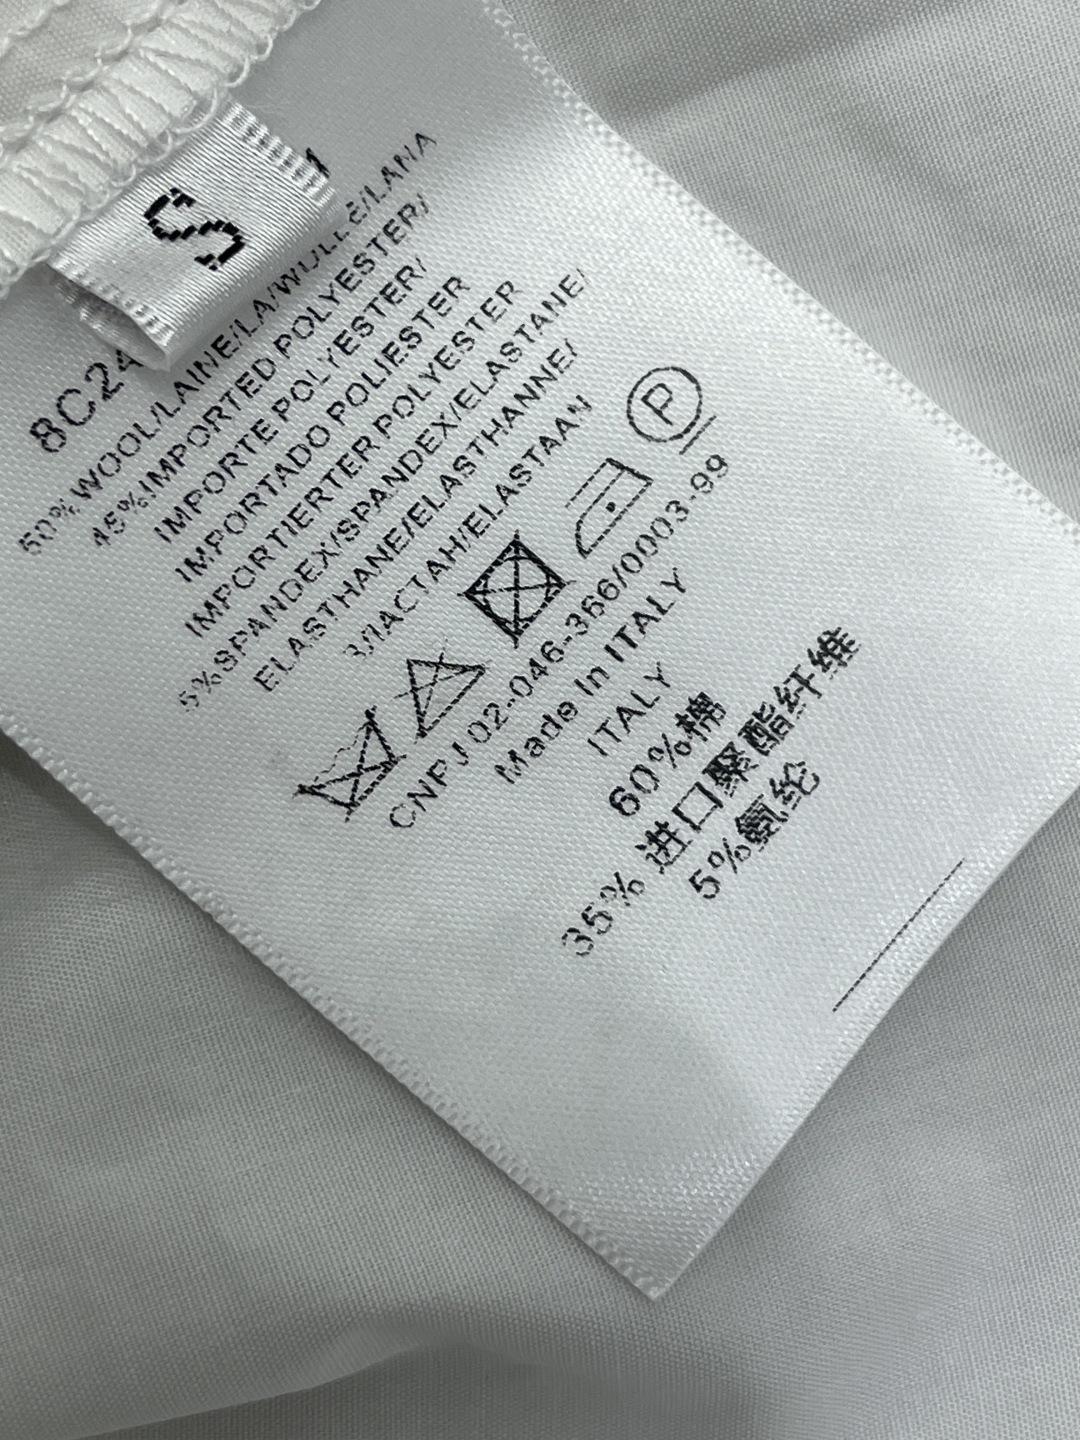 S
8C24
50% WOOL/LAINE/LA/WOLLE/LANA
45% IMPORTED POLYESTER/
IMPORTE POLYESTER/
IMPORTADO POLIESTER
IMPORTIERTER POLYESTER
5% SPANDEX/SPANDEX/ELASTANE/
ELASTHANE/ELASTHANNE/
ЭЛАСТАН/ELASTAAN
P
CNPJ 02-046-366/0003-99
Made In ITALY
ITALY
60%棉
35% 进口聚酯纤维
5%氨纶